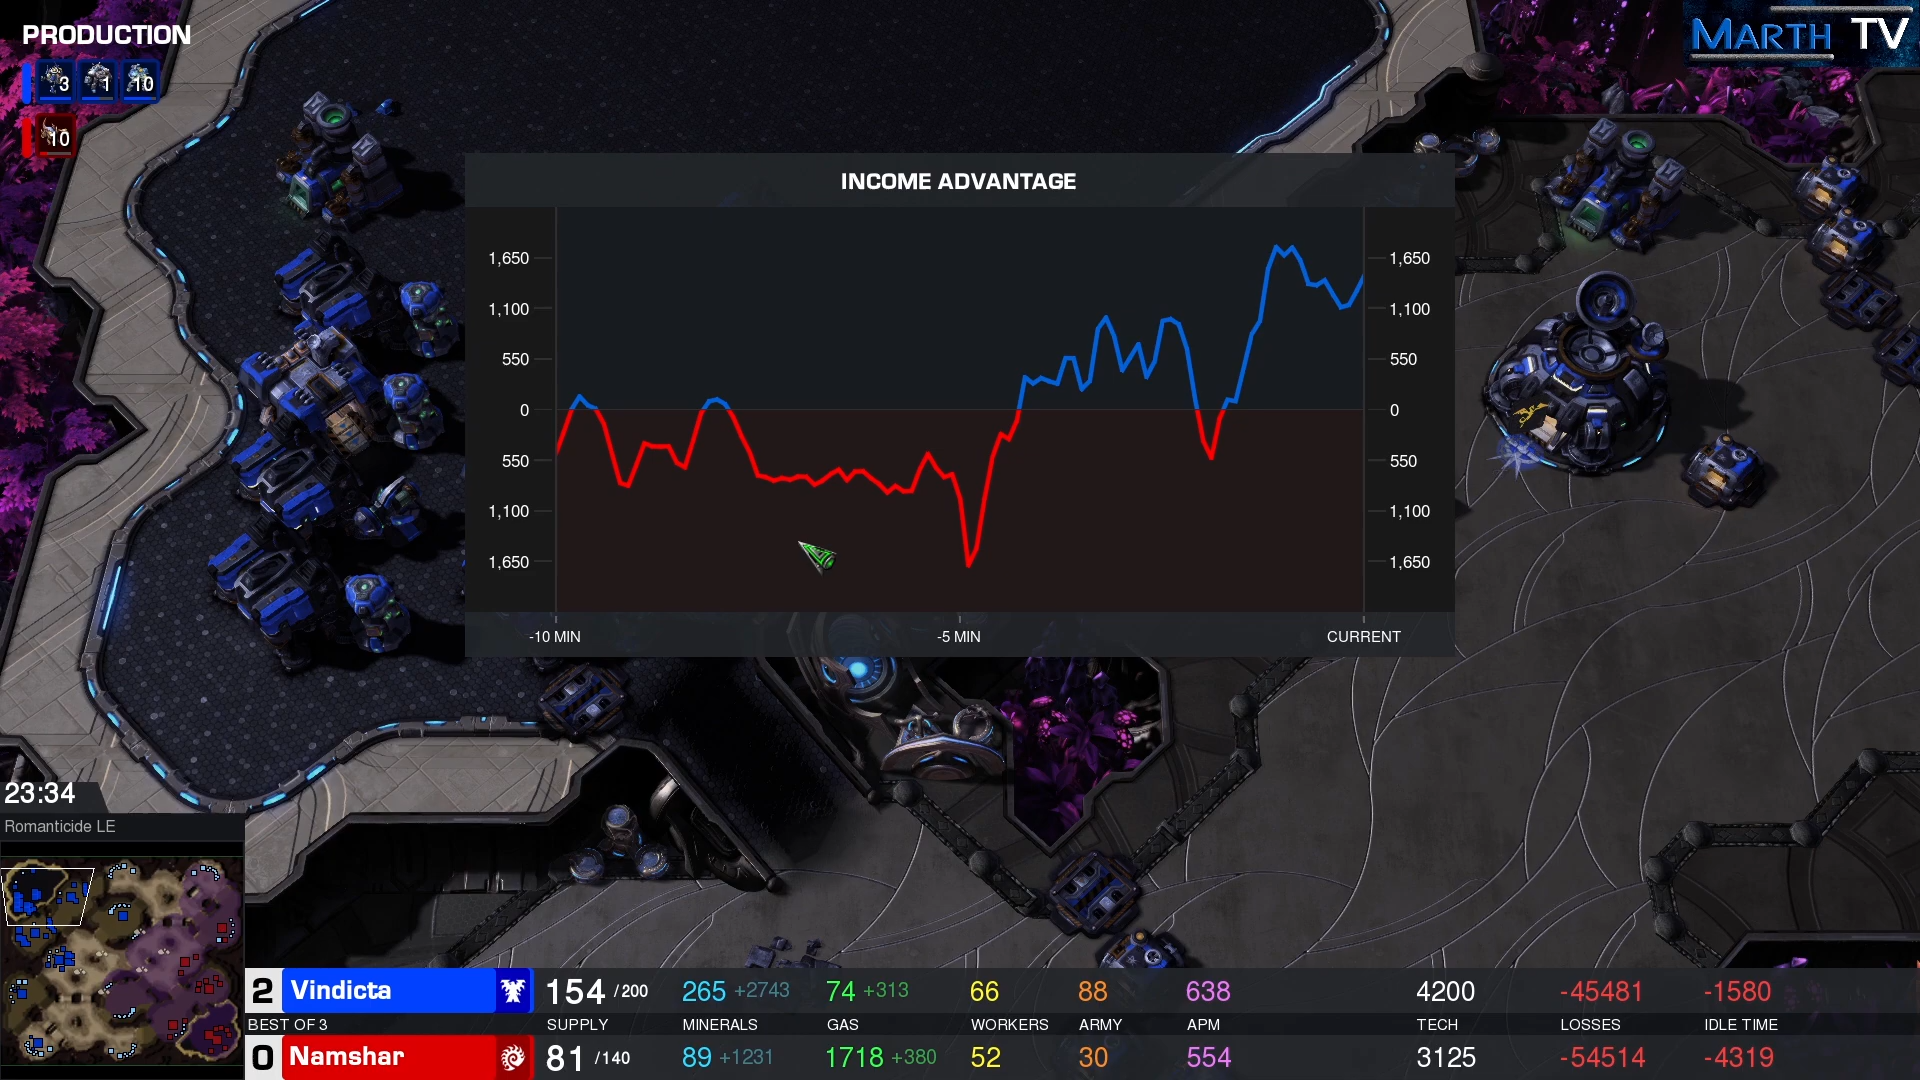 PRODUCTION
MARTH TV
3 1 10
10
INCOME ADVANTAGE
1,650 1,650
1,100 1,100
550 550
0 0
550 550
1,100 1,100
1,650 1,650
-10 MIN -5 MIN CURRENT
23:34
Romanticide LE
2 Vindicta 154 /200 265 +2743 74 +313 66 88 638 4200 -45481 -1580
BEST OF 3 SUPPLY MINERALS GAS WORKERS ARMY APM TECH LOSSES IDLE TIME
0 Namshar 81 /140 89 +1231 1718 +380 52 30 554 3125 -54514 -4319